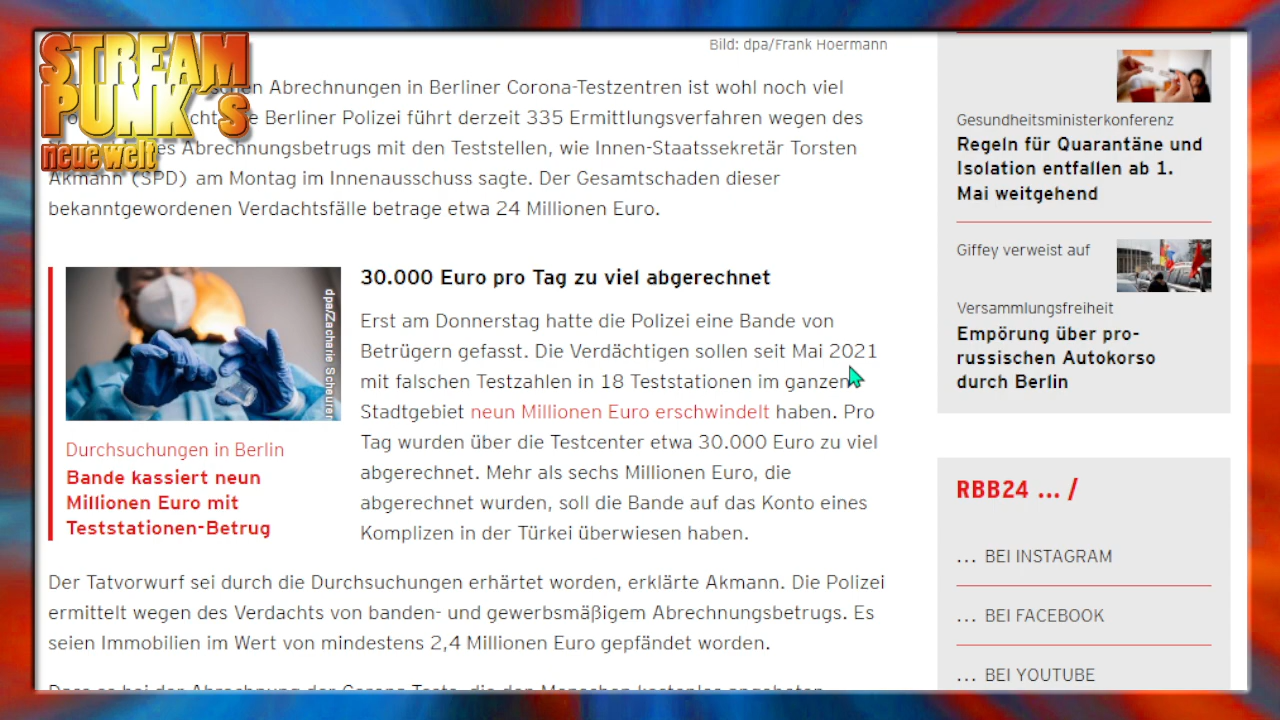 STREAM
PUNK's
neue welt
Bild: dpa/Frank Hoermann
Abrechnungen in Berliner Corona-Testzentren ist wohl noch viel
Berliner Polizei führt derzeit 335 Ermittlungsverfahren wegen des
Abrechnungsbetrugs mit den Teststellen, wie Innen-Staatssekretär Torsten
Akmann (SPD) am Montag im Innenausschuss sagte. Der Gesamtschaden dieser
bekanntgewordenen Verdachtsfälle betrage etwa 24 Millionen Euro.
dpa/Zacharie Scheurer
Durchsuchungen in Berlin
Bande kassiert neun
Millionen Euro mit
Teststationen-Betrug
30.000 Euro pro Tag zu viel abgerechnet
Erst am Donnerstag hatte die Polizei eine Bande von
Betrügern gefasst. Die Verdächtigen sollen seit Mai 2021
mit falschen Testzahlen in 18 Teststationen im ganzen
Stadtgebiet neun Millionen Euro erschwindelt haben. Pro
Tag wurden über die Testcenter etwa 30.000 Euro zu viel
abgerechnet. Mehr als sechs Millionen Euro, die
abgerechnet wurden, soll die Bande auf das Konto eines
Komplizen in der Türkei überwiesen haben.
Der Tatvorwurf sei durch die Durchsuchungen erhärtet worden, erklärte Akmann. Die Polizei
ermittelt wegen des Verdachts von banden- und gewerbsmäßigem Abrechnungsbetrugs. Es
seien Immobilien im Wert von mindestens 2,4 Millionen Euro gepfändet worden.
Gesundheitsministerkonferenz
Regeln für Quarantäne und
Isolation entfallen ab 1.
Mai weitgehend
Giffey verweist auf
Versammlungsfreiheit
Empörung über pro-
russischen Autokorso
durch Berlin
RBB24 ... /
... BEI INSTAGRAM
... BEI FACEBOOK
... BEI YOUTUBE